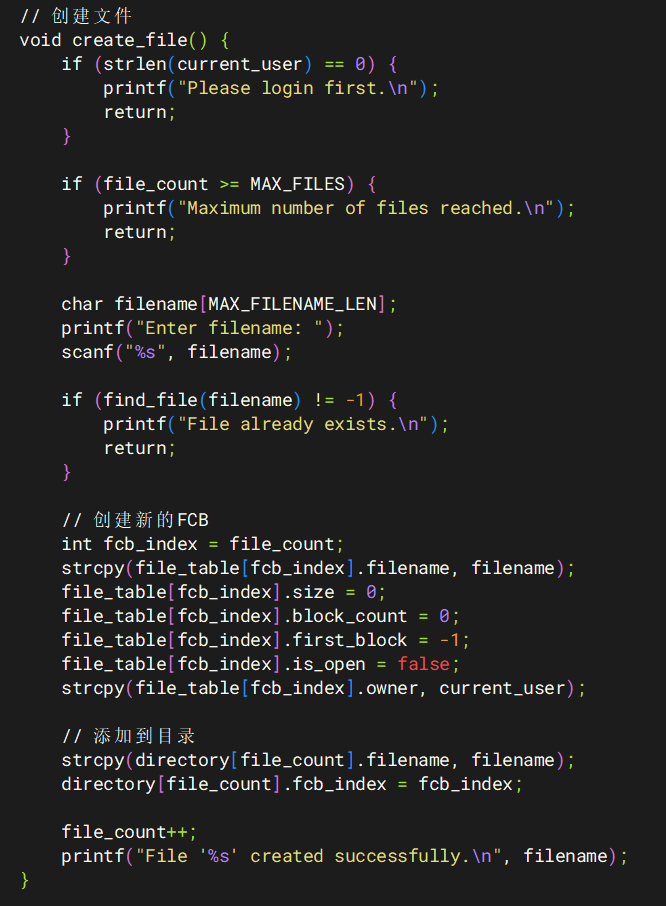 // 创建文件
void create_file() {
    if (strlen(current_user) == 0) {
        printf("Please login first.\n");
        return;
    }

    if (file_count >= MAX_FILES) {
        printf("Maximum number of files reached.\n");
        return;
    }

    char filename[MAX_FILENAME_LEN];
    printf("Enter filename: ");
    scanf("%s", filename);

    if (find_file(filename) != -1) {
        printf("File already exists.\n");
        return;
    }

    // 创建新的FCB
    int fcb_index = file_count;
    strcpy(file_table[fcb_index].filename, filename);
    file_table[fcb_index].size = 0;
    file_table[fcb_index].block_count = 0;
    file_table[fcb_index].first_block = -1;
    file_table[fcb_index].is_open = false;
    strcpy(file_table[fcb_index].owner, current_user);

    // 添加到目录
    strcpy(directory[file_count].filename, filename);
    directory[file_count].fcb_index = fcb_index;

    file_count++;
    printf("File '%s' created successfully.\n", filename);
}